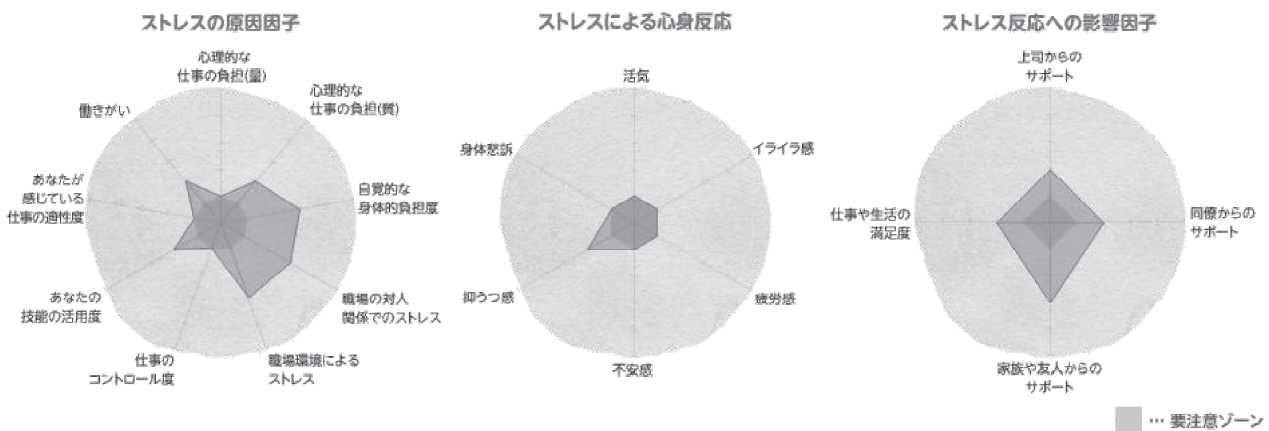 ストレスの原因因子
心理的な
仕事の負担(量)
心理的な
仕事の負担(質)
自覚的な
身体的負担度
職場の対人
関係でのストレス
職場環境による
ストレス
仕事の
コントロール度
あなたの
技能の活用度
あなたが
感じている
仕事の適性度
働きがい
ストレスによる心身反応
活気
イライラ感
疲労感
不安感
抑うつ感
身体愁訴
ストレス反応への影響因子
上司からの
サポート
同僚からの
サポート
家族や友人からの
サポート
仕事や生活の
満足度
… 要注意ゾーン